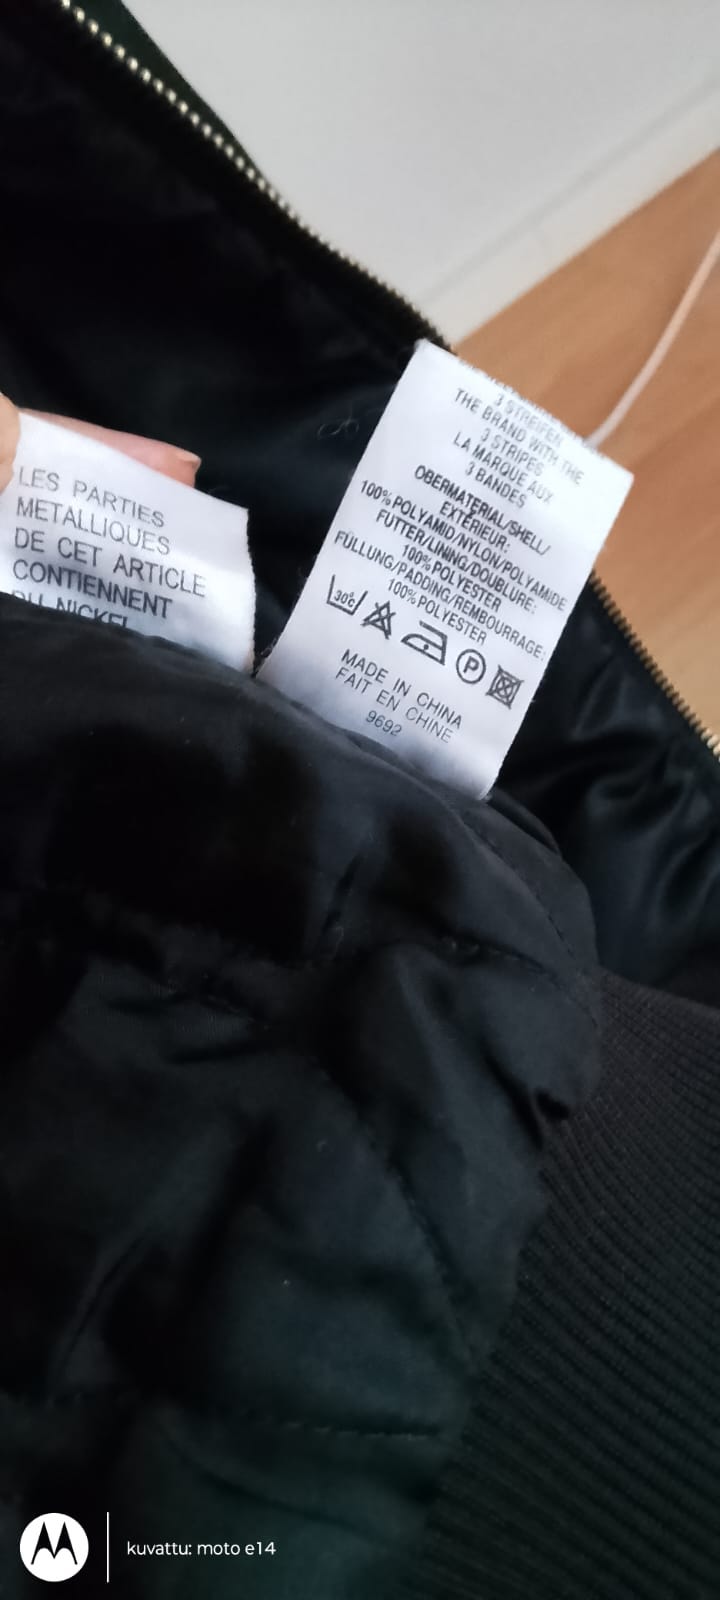 LES PARTIES
METALLIQUES
DE CET ARTICLE
CONTIENNENT
DU NICKEL
3 STREIFEN
THE BRAND WITH THE
3 STRIPES
LA MARQUE AUX
3 BANDES
OBERMATERIAL/SHELL/
EXTÉRIEUR:
100% POLYAMID/NYLON/POLYAMIDE
FUTTER/LINING/DOUBLURE:
100% POLYESTER
FÜLLUNG/PADDING/REMBOURRAGE:
100% POLYESTER
30°c P
MADE IN CHINA
FAIT EN CHINE
9692
kuvattu: moto e14